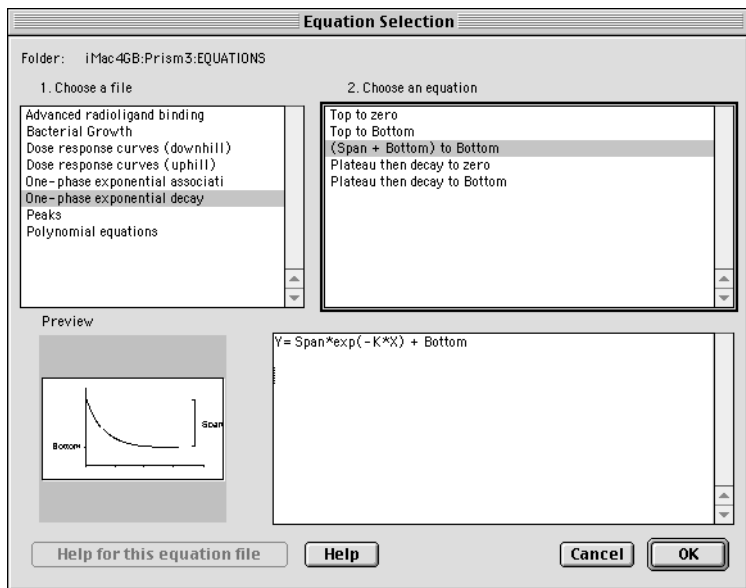 Equation Selection
Folder: iMac4GB:Prism3:EQUATIONS
1. Choose a file
2. Choose an equation
Advanced radioligand binding
Bacterial Growth
Dose response curves (downhill)
Dose response curves (uphill)
One-phase exponential associati
One-phase exponential decay
Peaks
Polynomial equations
Top to zero
Top to Bottom
(Span + Bottom) to Bottom
Plateau then decay to zero
Plateau then decay to Bottom
Preview
Span
Bottom
Y= Span*exp(-K*X) + Bottom
Help for this equation file
Help
Cancel
OK